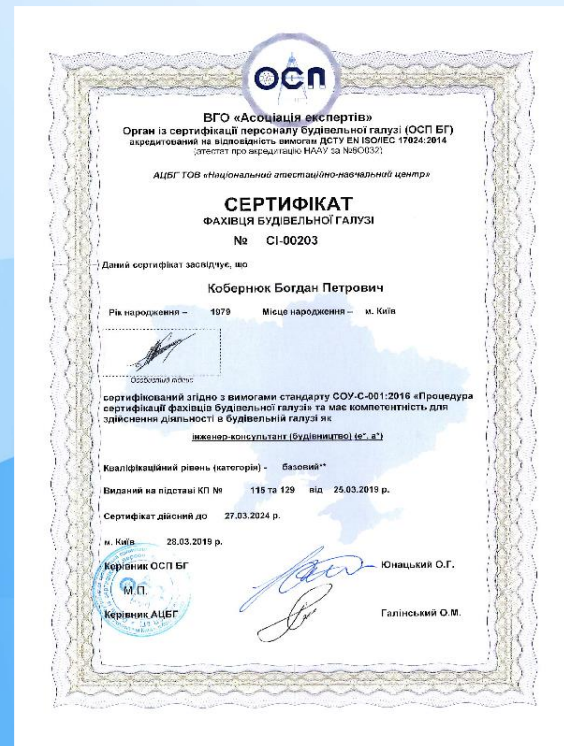 ОСП
ВГО «Асоціація експертів»
Орган із сертифікації персоналу будівельної галузі (ОСП БГ)
акредитований на відповідність вимогам ДСТУ EN ISO/IEC 17024:2014
(атестат про акредитацію НААУ за №6О032)
АЦБГ ТОВ «Національний атестаційно-навчальний центр»
СЕРТИФІКАТ
ФАХІВЦЯ БУДІВЕЛЬНОЇ ГАЛУЗІ
№ СІ-00203
Даний сертифікат засвідчує, що
Кобернюк Богдан Петрович
Рік народження – 1979 Місце народження – м. Київ
Особистий підпис
сертифікований згідно з вимогами стандарту СОУ-С-001:2016 «Процедура
сертифікації фахівців будівельної галузі» та має компетентність для
здійснення діяльності в будівельній галузі як
інженер-консультант (будівництво) (е*, а*)
Кваліфікаційний рівень (категорія) - базовий**
Виданий на підставі КП № 115 та 129 від 25.03.2019 р.
Сертифікат дійсний до 27.03.2024 р.
м. Київ 28.03.2019 р.
Керівник ОСП БГ Юнацький О.Г.
М.П.
Керівник АЦБГ Галінський О.М.